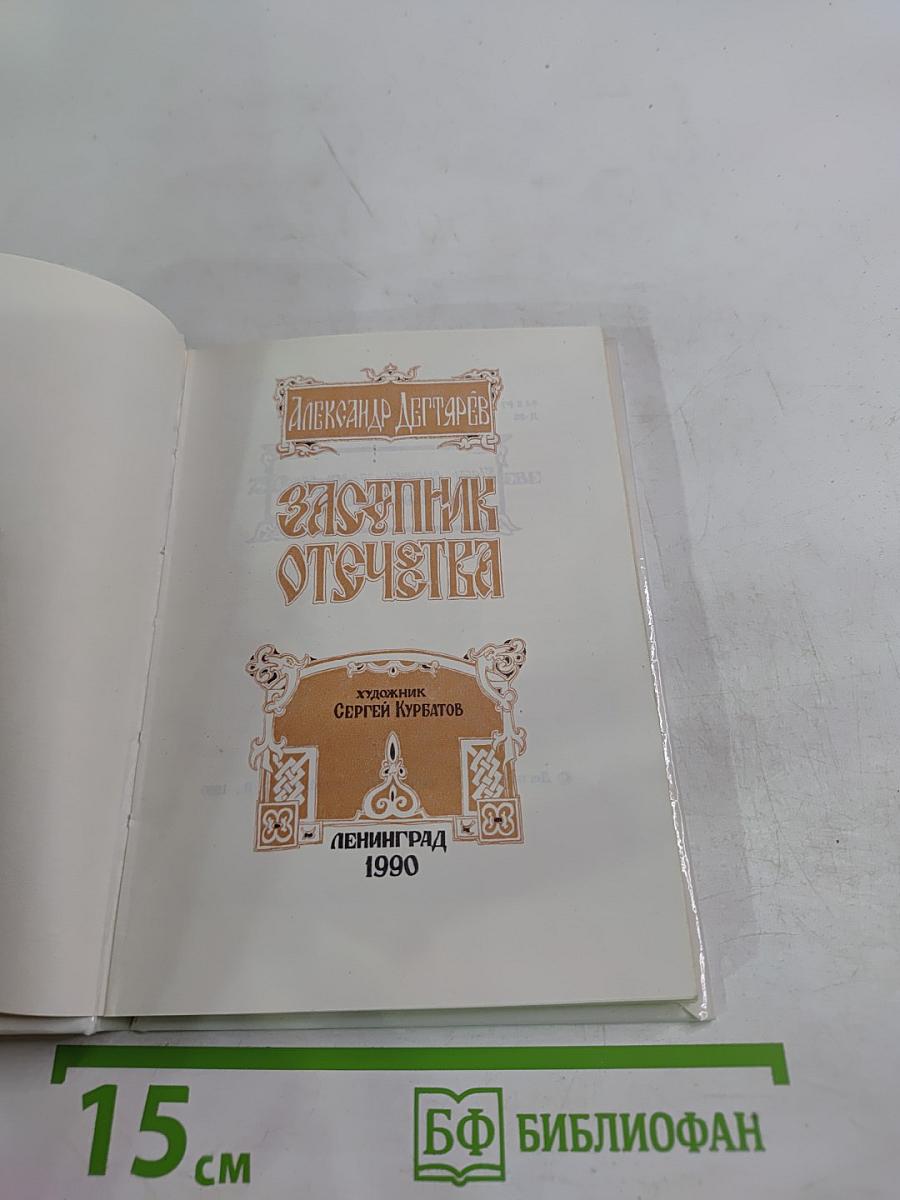 Александр Дегтярёв
ЗАСТУПНИК
ОТЕЧЕСТВА
ХУДОЖНИК
СЕРГЕЙ КУРБАТОВ
ЛЕНИНГРАД
1990
15 см
БФ БИБЛИОФАН